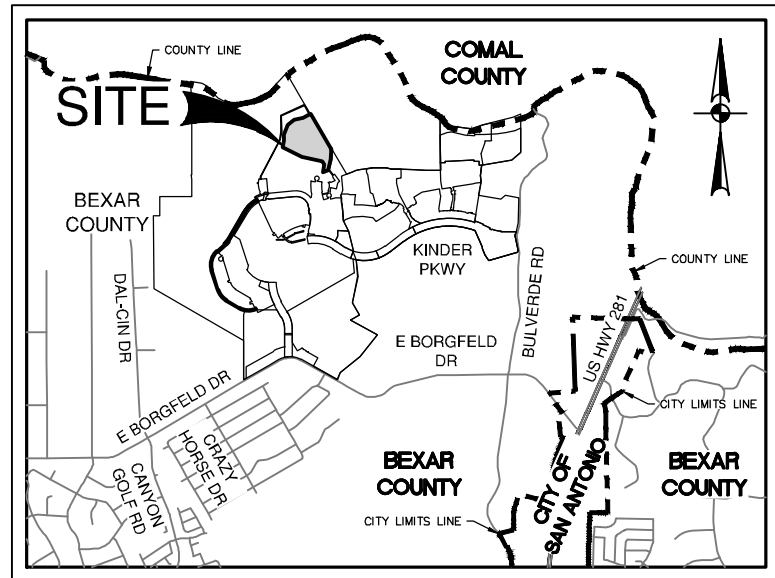 COUNTY LINE
COMAL
COUNTY
SITE
BEXAR
COUNTY
DAL-CIN DR
KINDER
PKWY
BULVERDE RD
COUNTY LINE
US HWY 281
E BORGFELD
DR
E BORGFELD DR
CITY LIMITS LINE
CRAZY
HORSE DR
CANYON
GOLF RD
BEXAR
COUNTY
CITY OF
SAN ANTONIO
BEXAR
COUNTY
CITY LIMITS LINE